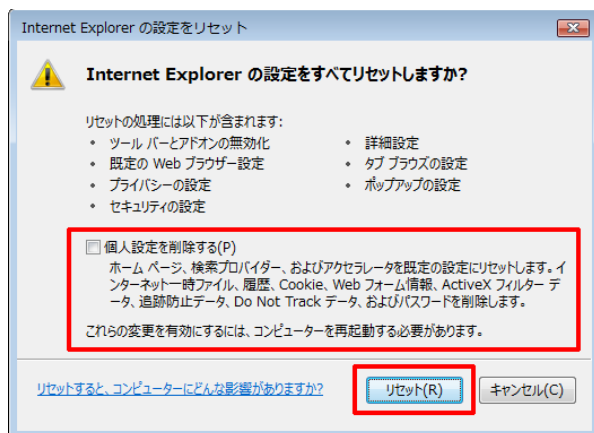 Internet Explorer の設定をリセット
Internet Explorer の設定をすべてリセットしますか?
リセットの処理には以下が含まれます:
• ツール バーとアドオンの無効化
• 既定の Web ブラウザー設定
• プライバシーの設定
• セキュリティの設定
• 詳細設定
• タブ ブラウズの設定
• ポップアップの設定
個人設定を削除する(P)
ホーム ページ、検索プロバイダー、およびアクセラレータを既定の設定にリセットします。イ
ンターネット一時ファイル、履歴、Cookie、Web フォーム情報、ActiveX フィルター デ
ータ、追跡防止データ、Do Not Track データ、およびパスワードを削除します。
これらの変更を有効にするには、コンピューターを再起動する必要があります。
リセットすると、コンピューターにどんな影響がありますか?
リセット(R)
キャンセル(C)